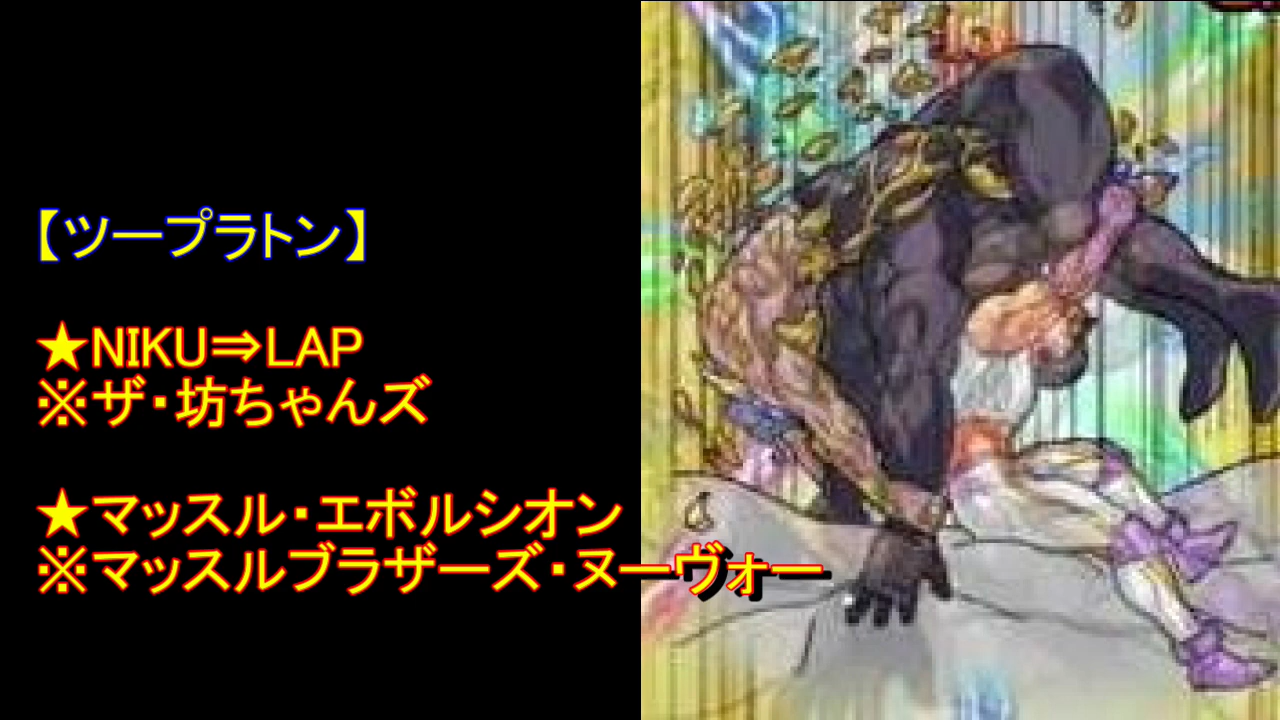 【ツープラトン】
★NIKU⇒LAP
※ザ・坊ちゃんズ
★マッスル・エボルシオン
※マッスルブラザーズ・ヌーヴォー